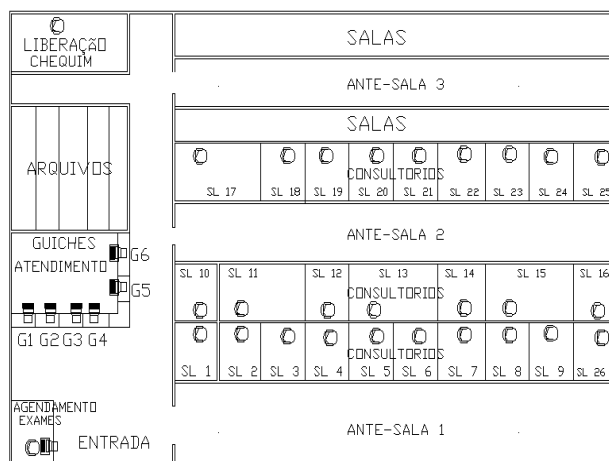 LIBERAÇÃO
CHEQUIM
SALAS
ANTE-SALA 3
SALAS
ARQUIVOS
CONSULTORIOS
SL 17 SL 18 SL 19 SL 20 SL 21 SL 22 SL 23 SL 24 SL 25
ANTE-SALA 2
GUICHES
ATENDIMENTO
G6
G5
G1 G2 G3 G4
SL 10 SL 11 SL 12 SL 13 SL 14 SL 15 SL 16
CONSULTORIOS
CONSULTORIOS
SL 1 SL 2 SL 3 SL 4 SL 5 SL 6 SL 7 SL 8 SL 9 SL 26
AGENDAMENTO
EXAMES
ENTRADA
ANTE-SALA 1